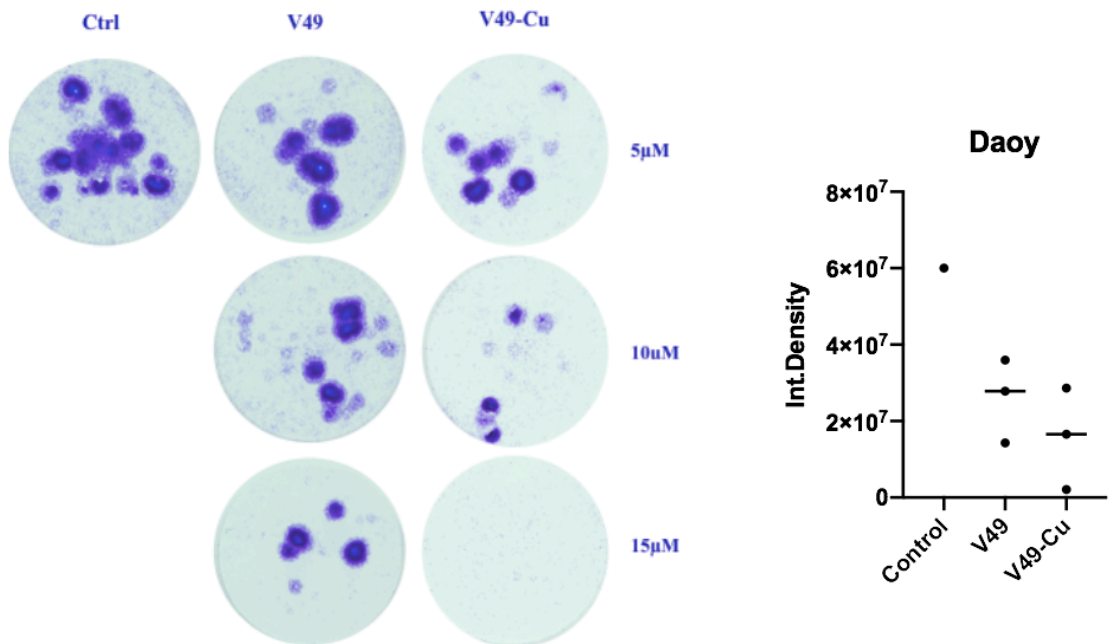 Ctrl V49 V49-Cu
5µM
10uM
15µM
Daoy
Int.Density
8×10⁷
6×10⁷
4×10⁷
2×10⁷
0
Control V49 V49-Cu